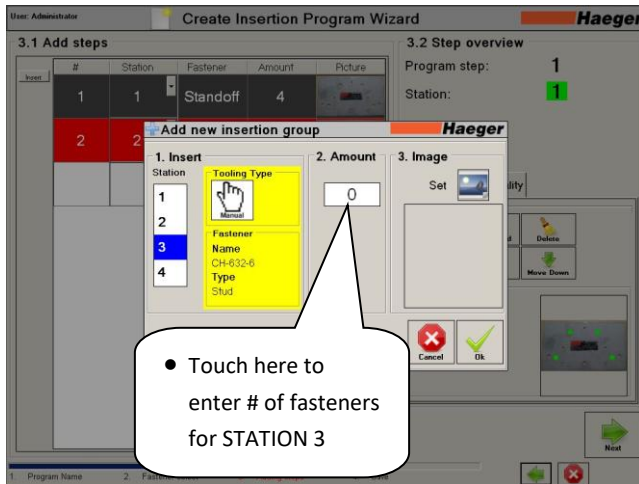 User: Administrator
Create Insertion Program Wizard
Haeger
3.1 Add steps
3.2 Step overview
Insert
# Station Fastener Amount Picture
Program step: 1
1 1 Standoff 4
Station: 1
2 2
Add new insertion group
Haeger
1. Insert
2. Amount
3. Image
Station
Tooling Type
Set
0
Manual
1
2
3
4
Fastener
Name
CH-632-6
Type
Stud
Delete
Move Down
Cancel
Ok
• Touch here to
enter # of fasteners
for STATION 3
Next
1. Program Name 2.